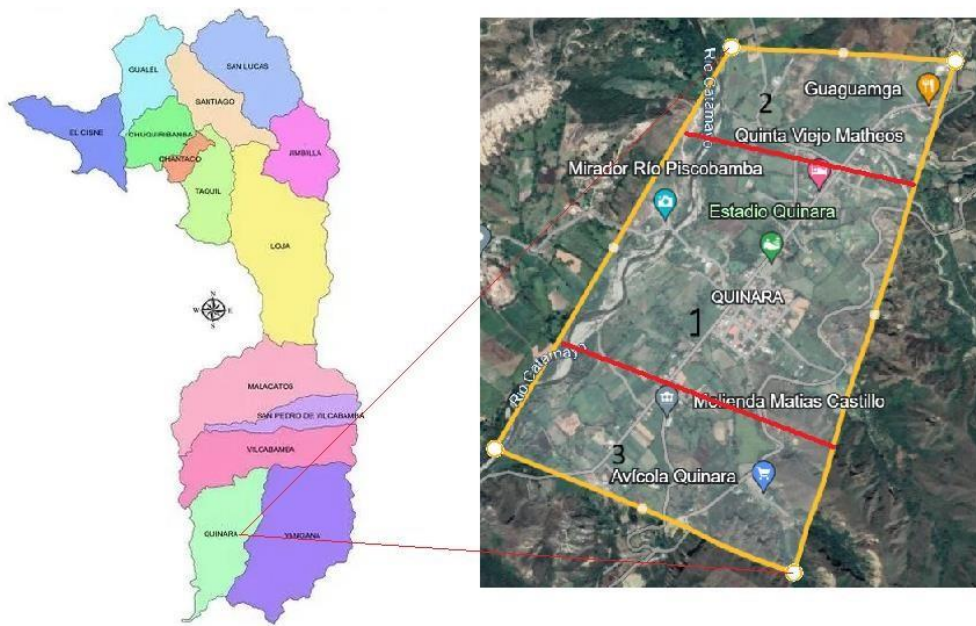 GUALEL
SAN LUCAS
SANTIAGO
EL CISNE
CHUQUIRIBAMBA
CHANTACO
JIMBILLA
TAQUIL
LOJA
N
W
E
S
MALACATOS
SAN PEDRO DE VILCABAMBA
VILCABAMBA
QUINARA
YANGANA
Río Catamayo
Guaguamga
2
Quinta Viejo Matheos
Mirador Río Piscobamba
Estadio Quinara
QUINARA
1
Río Catamayo
Molienda Matias Castillo
3
Avícola Quinara